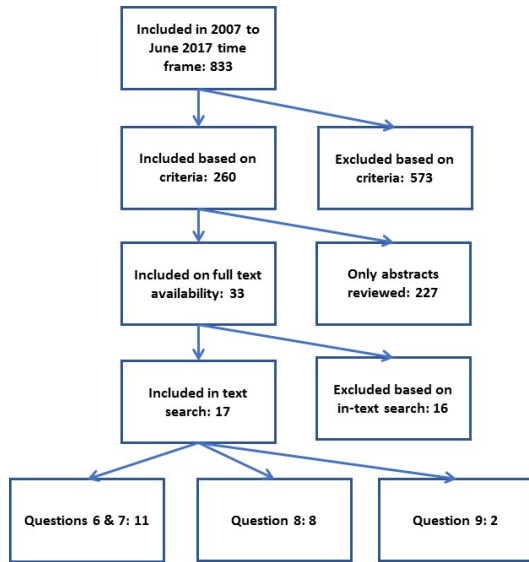 Included in 2007 to
June 2017 time
frame: 833
Included based on
criteria: 260
Excluded based on
criteria: 573
Included on full text
availability: 33
Only abstracts
reviewed: 227
Included in text
search: 17
Excluded based on
in-text search: 16
Questions 6 & 7: 11
Question 8: 8
Question 9: 2